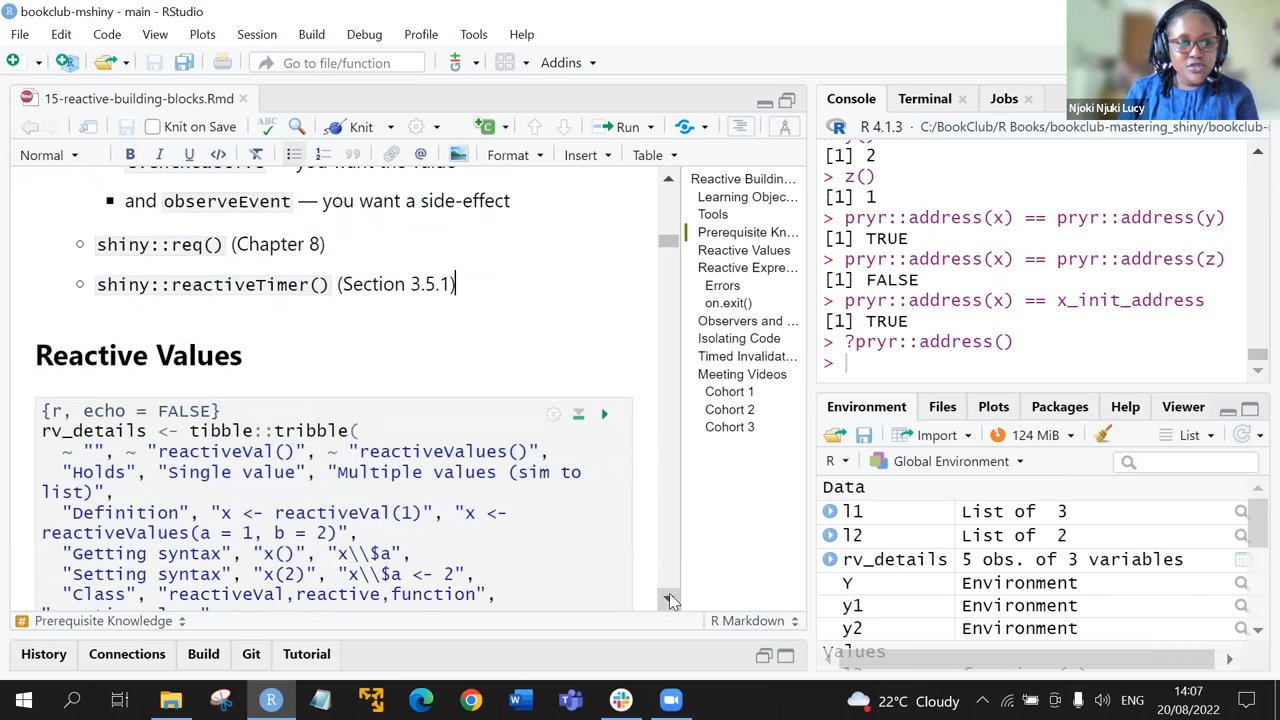 bookclub-mshiny - main - RStudio
File Edit Code View Plots Session Build Debug Profile Tools Help
Go to file/function
Addins
Njoki Njuki Lucy
15-reactive-building-blocks.Rmd
Knit on Save
ABC
Knit
Run
Normal
B I U
Format
Insert
Table
and observeEvent — you want a side-effect
shiny::req() (Chapter 8)
shiny::reactiveTimer() (Section 3.5.1)
Reactive Values
{r, echo = FALSE}
rv_details <- tibble::tribble(
~ "", ~ "reactiveVal()", ~ "reactiveValues()",
"Holds", "Single value", "Multiple values (sim to
list)",
"Definition", "x <- reactiveVal(1)", "x <-
reactiveValues(a = 1, b = 2)",
"Getting syntax", "x()", "x\\$a",
"Setting syntax", "x(2)", "x\\$a <- 2",
"Class", "reactiveVal,reactive,function",
Prerequisite Knowledge
R Markdown
History Connections Build Git Tutorial
Reactive Buildin...
Learning Objec...
Tools
Prerequisite Kn...
Reactive Values
Reactive Expre...
Errors
on.exit()
Observers and ...
Isolating Code
Timed Invalidat...
Meeting Videos
Cohort 1
Cohort 2
Cohort 3
Console Terminal Jobs
R 4.1.3 · C:/BookClub/R Books/bookclub-mastering_shiny/bookclub-
[1] 2
> z()
[1] 1
> pryr::address(x) == pryr::address(y)
[1] TRUE
> pryr::address(x) == pryr::address(z)
[1] FALSE
> pryr::address(x) == x_init_address
[1] TRUE
> ?pryr::address()
>
Environment Files Plots Packages Help Viewer
Import 124 MiB List
R Global Environment
Data
l1 List of 3
l2 List of 2
rv_details 5 obs. of 3 variables
Y Environment
y1 Environment
y2 Environment
Values
22°C Cloudy
ENG
14:07
20/08/2022